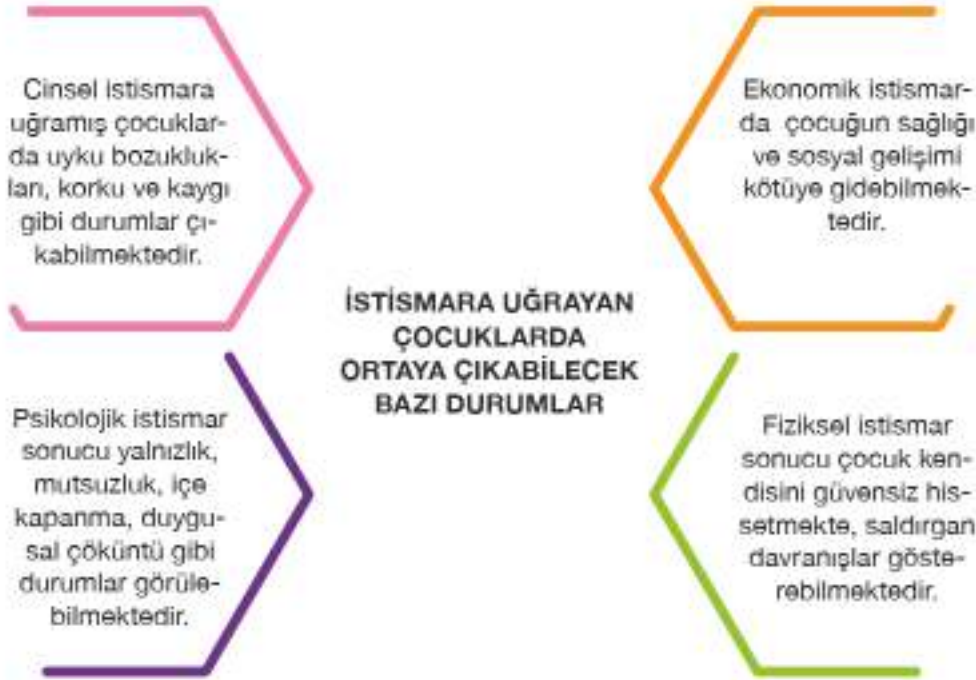 Cinsel istismara
uğramış çocuklar-
da uyku bozukluk-
ları, korku ve kaygı
gibi durumlar çı-
kabilmektedir.
Ekonomik istismar-
da çocuğun sağlığı
ve sosyal gelişimi
kötüye gidebilmek-
tedir.
İSTİSMARA UĞRAYAN
ÇOCUKLARDA
ORTAYA ÇIKABİLECEK
BAZI DURUMLAR
Psikolojik istismar
sonucu yalnızlık,
mutsuzluk, içe
kapanma, duygu-
sal çöküntü gibi
durumlar görüle-
bilmektedir.
Fiziksel istismar
sonucu çocuk ken-
disini güvensiz his-
setmekte, saldırgan
davranışlar göste-
rebilmektedir.